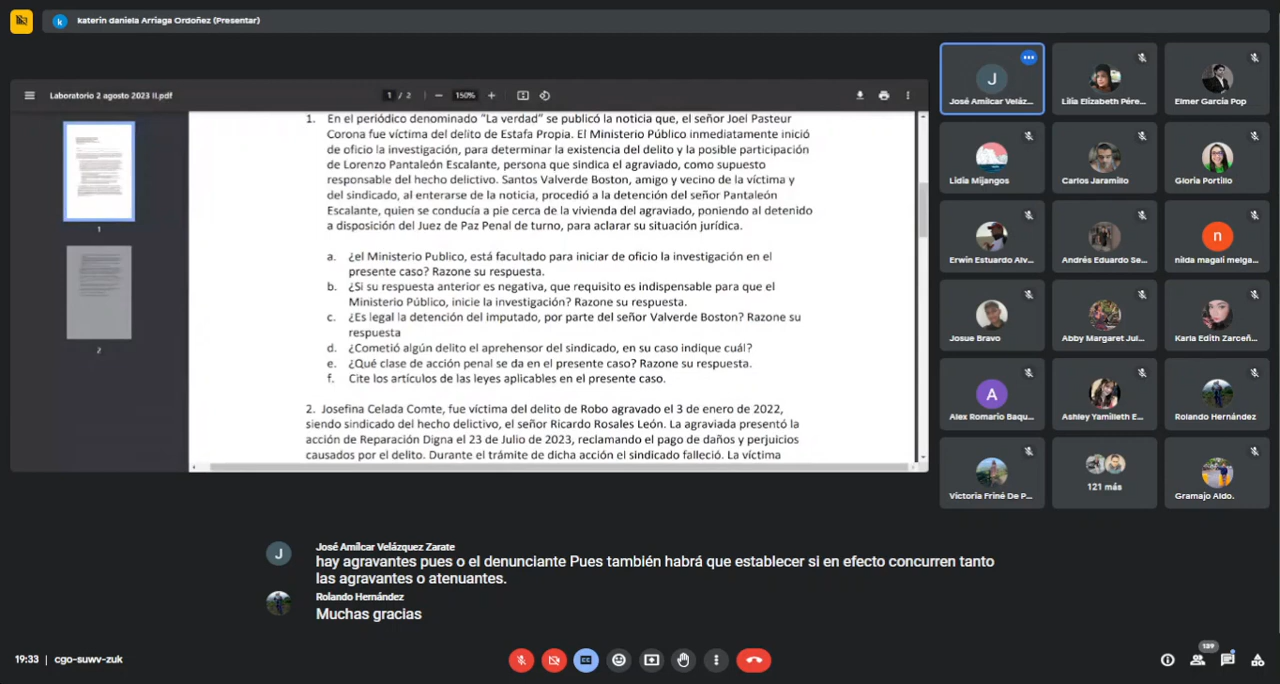 katerin daniela Arriaga Ordoñez (Presentar)
Laboratorio 2 agosto 2023 II.pdf
1 / 2
150%
1
2
1. En el periódico denominado "La verdad" se publicó la noticia que, el señor Joel Pasteur
Corona fue víctima del delito de Estafa Propia. El Ministerio Público inmediatamente inició
de oficio la investigación, para determinar la existencia del delito y la posible participación
de Lorenzo Pantaleón Escalante, persona que sindica el agraviado, como supuesto
responsable del hecho delictivo. Santos Valverde Boston, amigo y vecino de la víctima y
del sindicado, al enterarse de la noticia, procedió a la detención del señor Pantaleón
Escalante, quien se conducía a pie cerca de la vivienda del agraviado, poniendo al detenido
a disposición del Juez de Paz Penal de turno, para aclarar su situación jurídica.
a. ¿el Ministerio Publico, está facultado para iniciar de oficio la investigación en el
presente caso? Razone su respuesta.
b. ¿Si su respuesta anterior es negativa, que requisito es indispensable para que el
Ministerio Público, inicie la investigación? Razone su respuesta.
c. ¿Es legal la detención del imputado, por parte del señor Valverde Boston? Razone su
respuesta
d. ¿Cometió algún delito el aprehensor del sindicado, en su caso indique cuál?
e. ¿Qué clase de acción penal se da en el presente caso? Razone su respuesta.
f. Cite los artículos de las leyes aplicables en el presente caso.
2. Josefina Celada Comte, fue víctima del delito de Robo agravado el 3 de enero de 2022,
siendo sindicado del hecho delictivo, el señor Ricardo Rosales León. La agraviada presentó la
acción de Reparación Digna el 23 de Julio de 2023, reclamando el pago de daños y perjuicios
causados por el delito. Durante el trámite de dicha acción el sindicado falleció. La víctima
J
José Amilcar Veláz...
Lilia Elizabeth Pére...
Elmer García Pop
Lidia Mijangos
Carlos Jaramillo
Gloria Portillo
Erwin Estuardo Alv...
Andrés Eduardo Se...
n
nilda magalí melga...
Josue Bravo
Abby Margaret Jul...
Karla Edith Zarceñ...
A
Alex Romario Baqu...
Ashley Yamilleth E...
Rolando Hernández
Victoria Friné De P...
121 más
Gramajo Aldo.
J
José Amílcar Velázquez Zarate
hay agravantes pues o el denunciante Pues también habrá que establecer si en efecto concurren tanto
las agravantes o atenuantes.
Rolando Hernández
Muchas gracias
19:33 | cgo-suwv-zuk
139